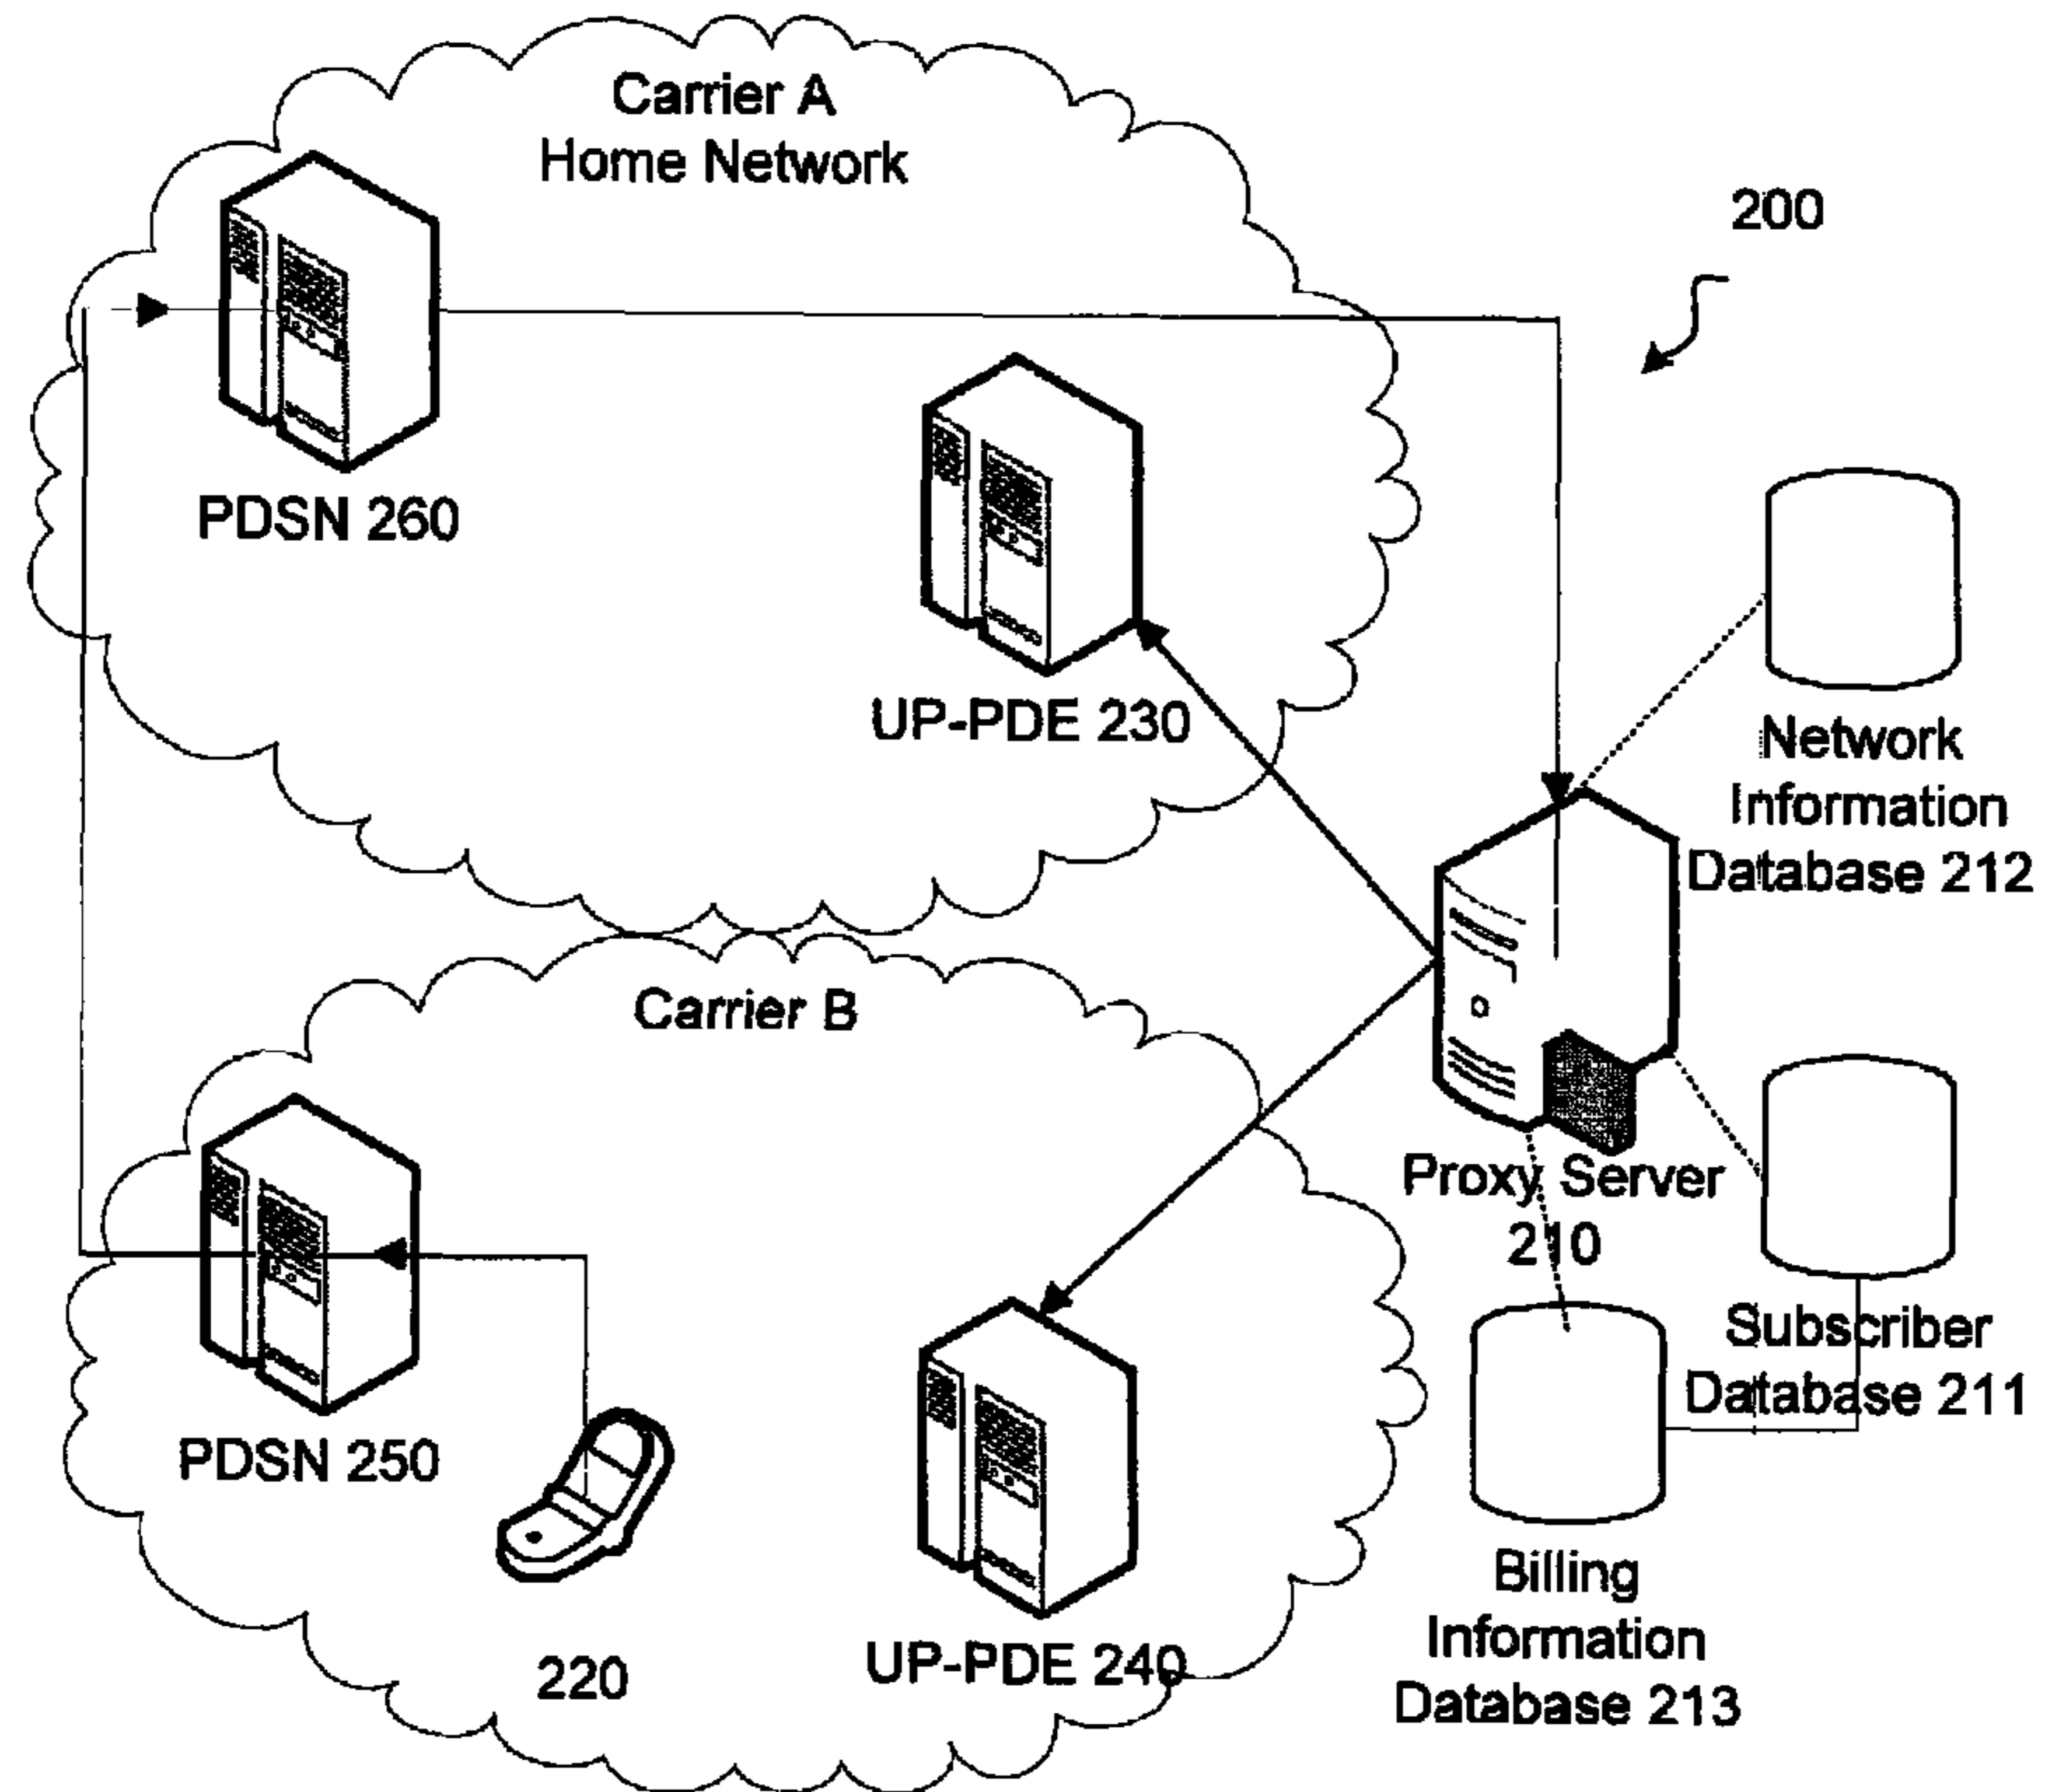 Carrier A
Home Network
200
PDSN 260
UP-PDE 230
Network
Information
Database 212
Carrier B
Proxy Server
210
Subscriber
Database 211
PDSN 250
Billing
Information
Database 213
220
UP-PDE 240